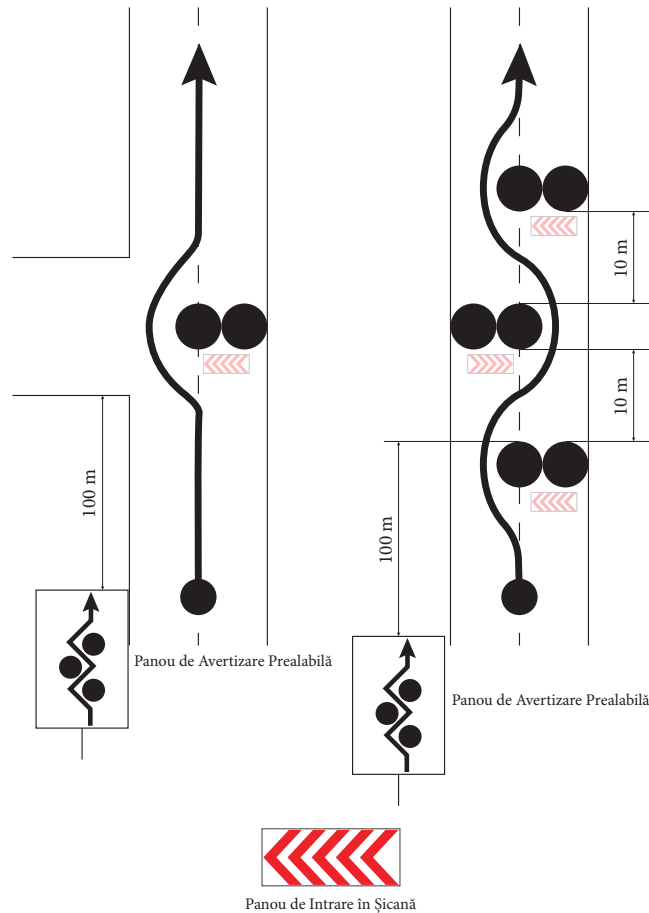 10 m
10 m
100 m
100 m
Panou de Avertizare Prealabilă
Panou de Avertizare Prealabilă
Panou de Intrare în Șicană